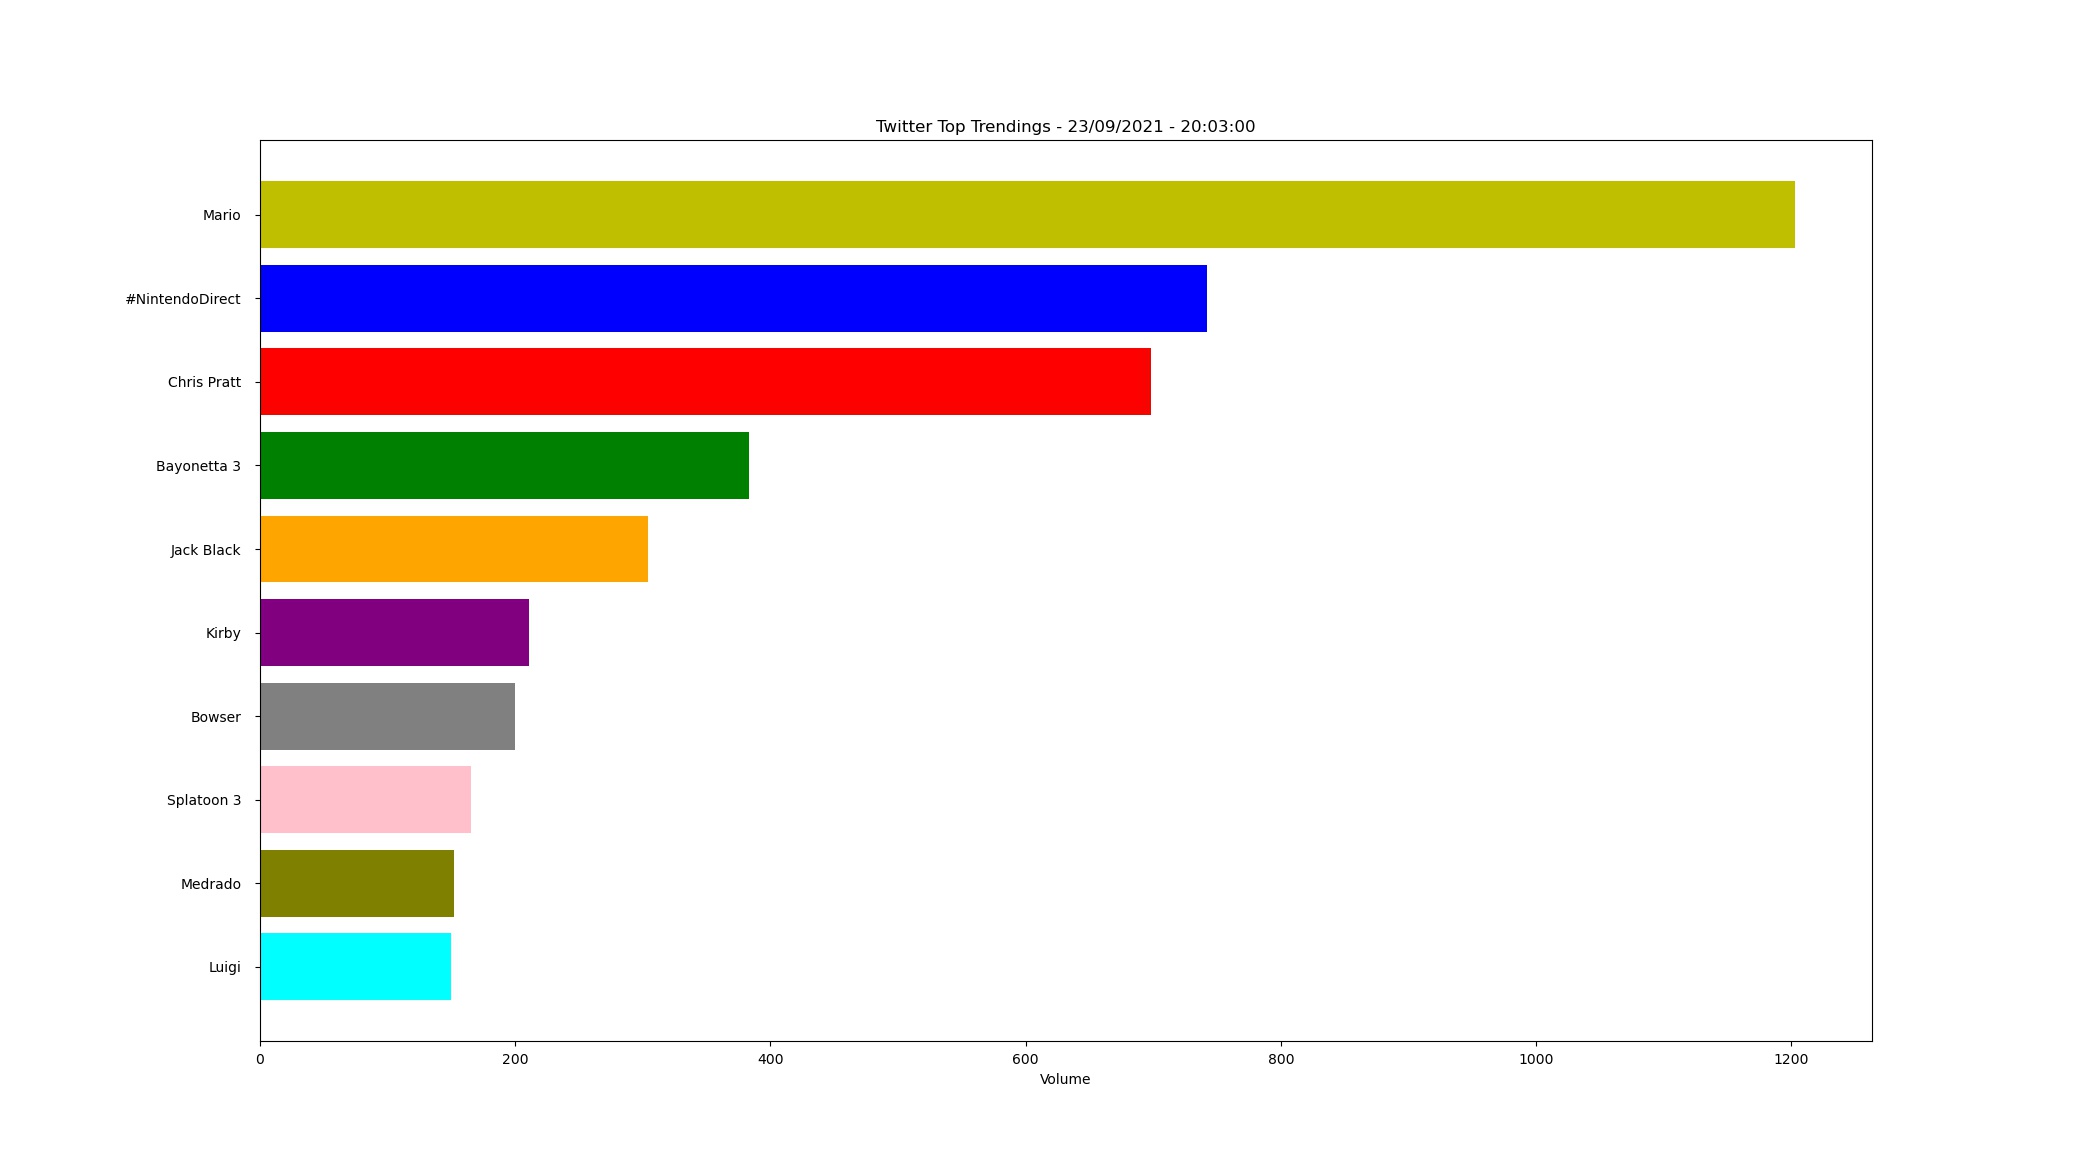 Twitter Top Trendings - 23/09/2021 - 20:03:00
Mario
#NintendoDirect
Chris Pratt
Bayonetta 3
Jack Black
Kirby
Bowser
Splatoon 3
Medrado
Luigi
0 200 400 600 800 1000 1200
Volume